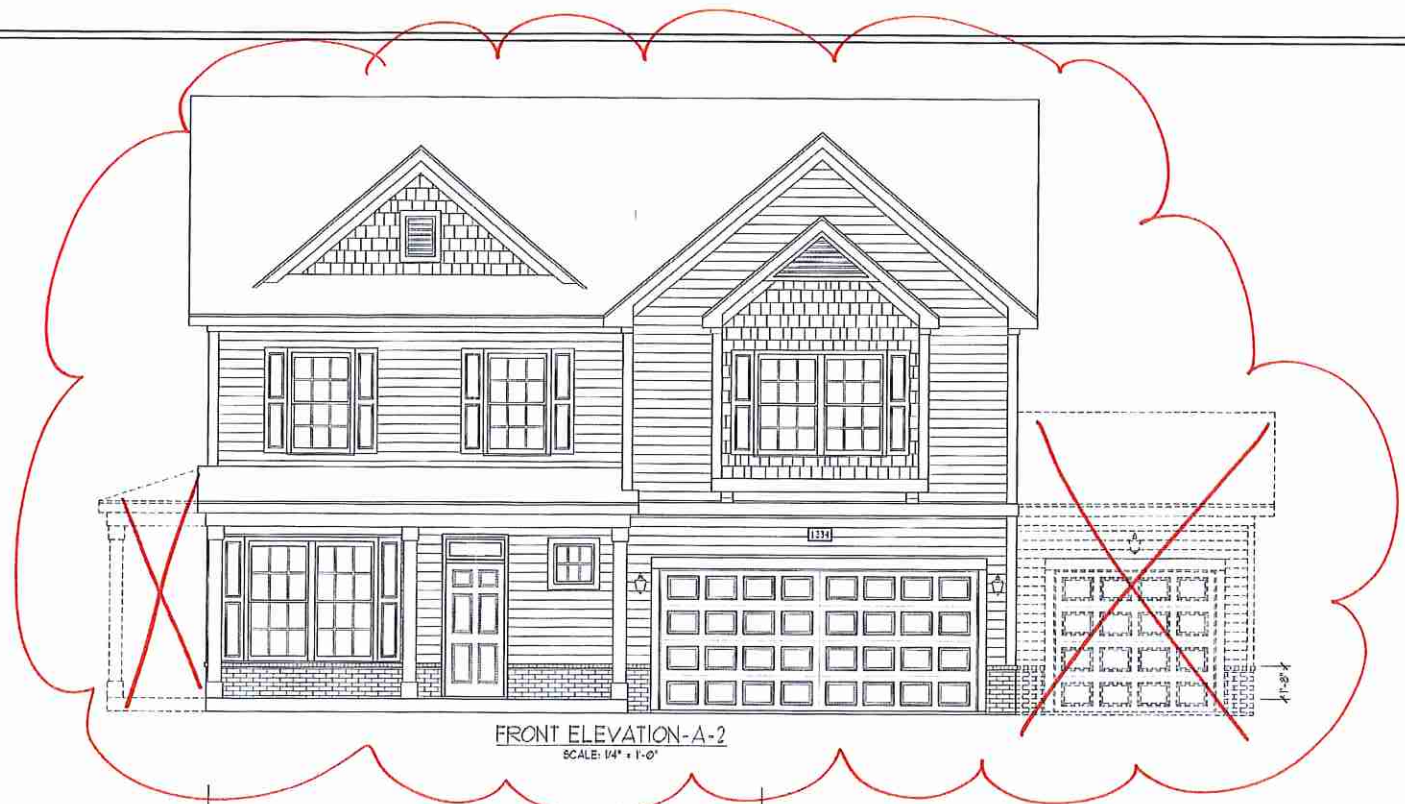 1234
1'-8"
FRONT ELEVATION-A-2
SCALE: 1/4" = 1'-0"